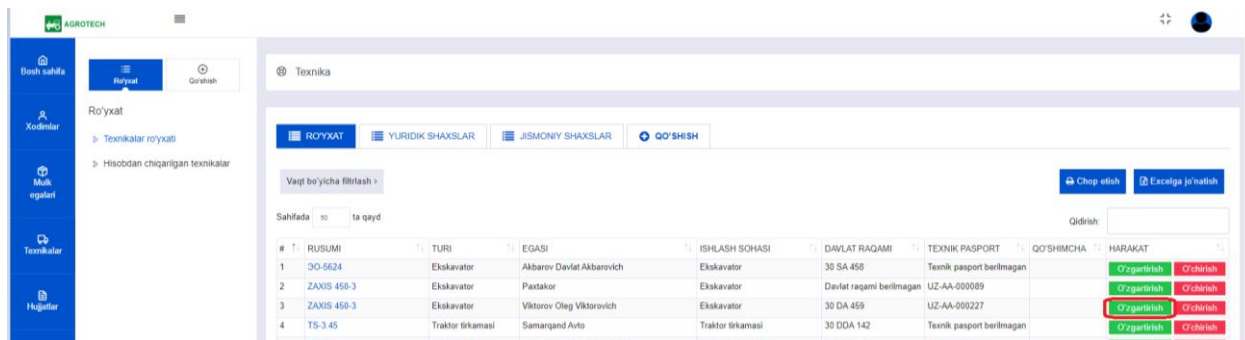 AGROTECH
Bosh sahifa
Ro'yxat
Qo'shish
Texnika
Xodimlar
Ro'yxat
Texnikalar ro'yxati
Hisobdan chiqarilgan texnikalar
RO'YXAT YURIDIK SHAXSLAR JISMONIY SHAXSLAR QO'SHISH
Mulk egalari
Vaqt bo'yicha filtrlash >
Chop etish Excelga jo'natish
Sahifada 50 ta qayd
Qidirish:
Texnikalar
# RUSUMI TURI EGASI ISHLASH SOHASI DAVLAT RAQAMI TEXNIK PASPORT QO'SHIMCHA HARAKAT
1 ЭО-5624 Ekskavator Akbarov Davlat Akbarovich Ekskavator 30 SA 458 Texnik pasport berilmagan O'zgartirish O'chirish
2 ZAXIS 450-3 Ekskavator Paxtakor Ekskavator Davlat raqami berilmagan UZ-AA-000089 O'zgartirish O'chirish
Hujjatlar
3 ZAXIS 450-3 Ekskavator Viktorov Oleg Viktorovich Ekskavator 30 DA 459 UZ-AA-000227 O'zgartirish O'chirish
4 TS-3.45 Traktor tirkamasi Samarqand Avto Traktor tirkamasi 30 DDA 142 Texnik pasport berilmagan O'zgartirish O'chirish